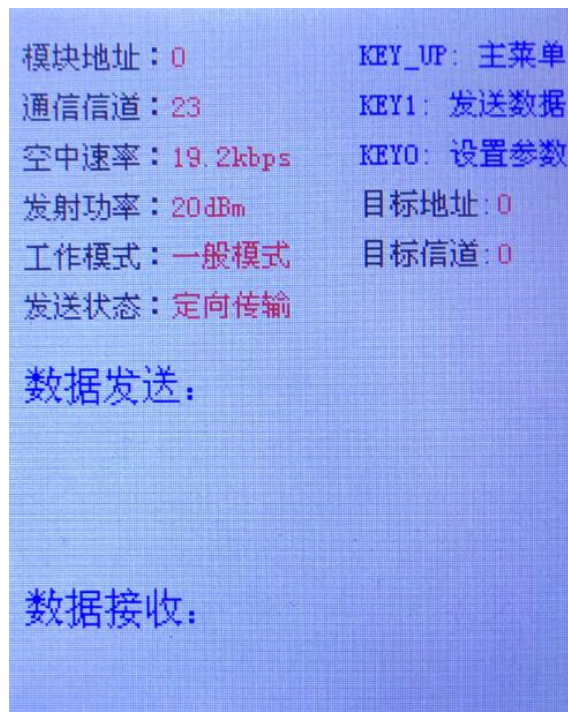 模块地址：0 KEY_UP: 主菜单
通信信道：23 KEY1: 发送数据
空中速率：19.2kbps KEY0: 设置参数
发射功率：20dBm 目标地址:0
工作模式：一般模式 目标信道:0
发送状态：定向传输
数据发送：
数据接收：